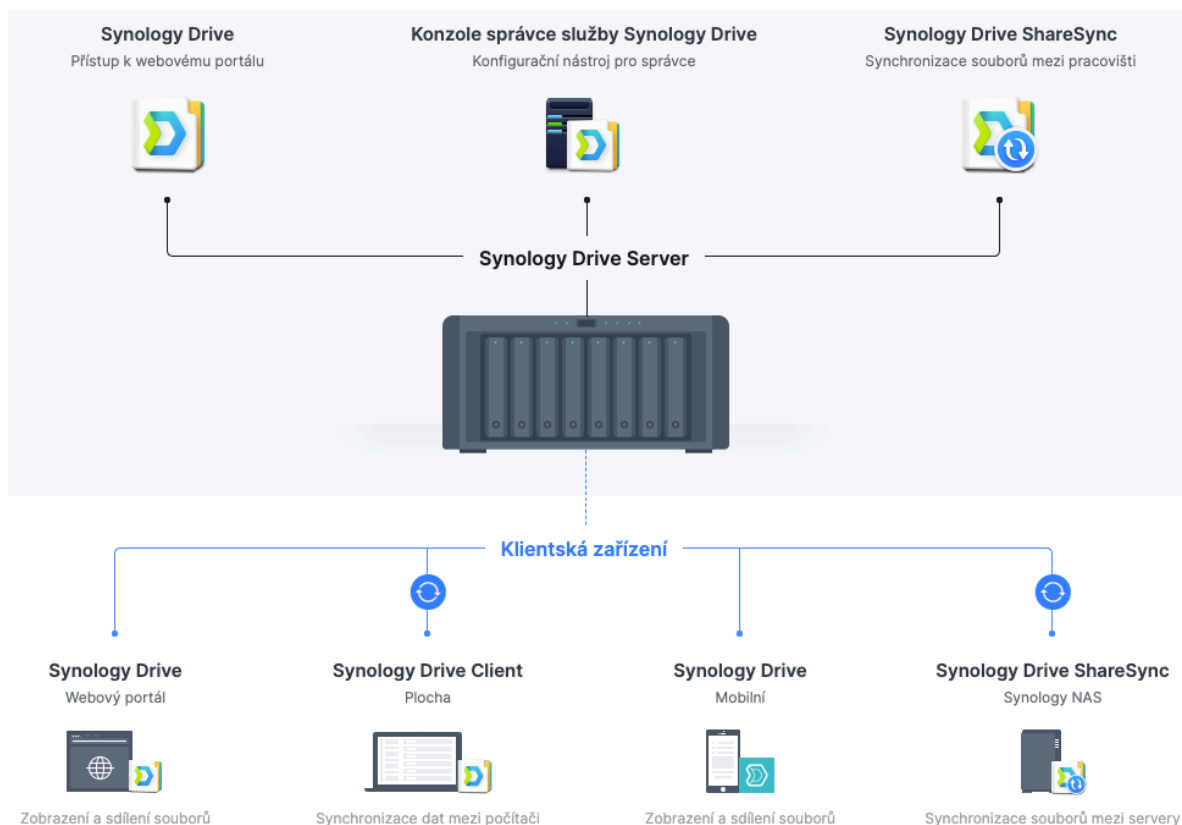 Synology Drive
Přístup k webovému portálu
Konzole správce služby Synology Drive
Konfigurační nástroj pro správce
Synology Drive ShareSync
Synchronizace souborů mezi pracovišti
Synology Drive Server
Klientská zařízení
Synology Drive
Webový portál
Synology Drive Client
Plocha
Synology Drive
Mobilní
Synology Drive ShareSync
Synology NAS
Zobrazení a sdílení souborů
Synchronizace dat mezi počítači
Zobrazení a sdílení souborů
Synchronizace souborů mezi servery